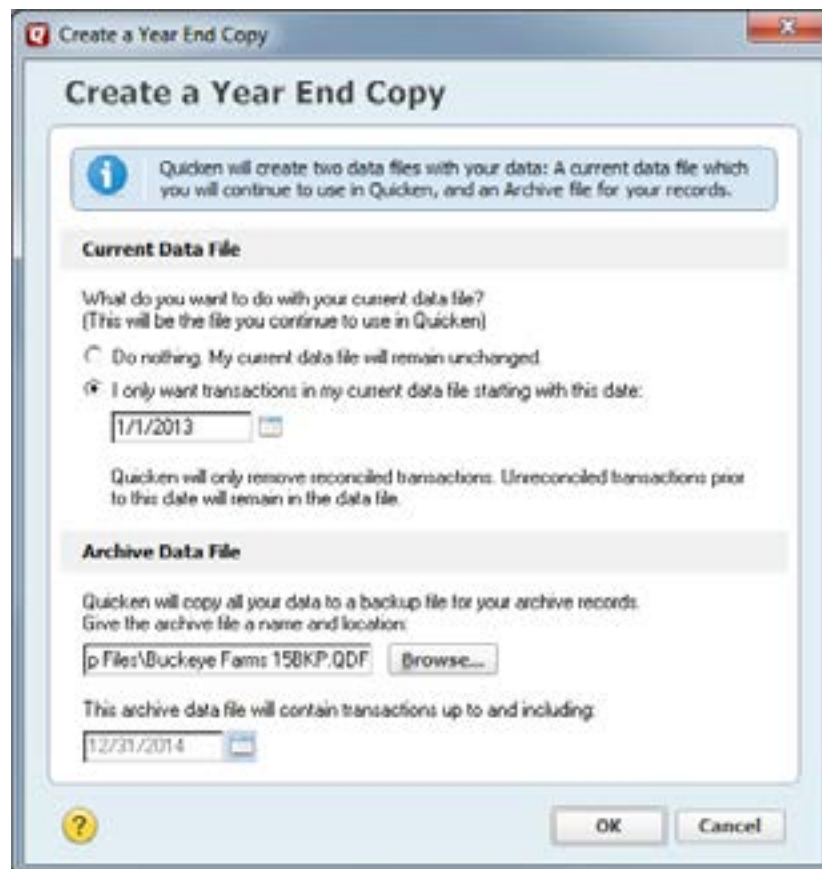 Create a Year End Copy
Create a Year End Copy
Quicken will create two data files with your data: A current data file which
you will continue to use in Quicken, and an Archive file for your records.
Current Data File
What do you want to do with your current data file?
(This will be the file you continue to use in Quicken)
Do nothing. My current data file will remain unchanged
I only want transactions in my current data file starting with this date:
1/1/2013
Quicken will only remove reconciled transactions. Unreconciled transactions prior
to this date will remain in the data file.
Archive Data File
Quicken will copy all your data to a backup file for your archive records.
Give the archive file a name and location:
p Files\Buckeye Farms 15BKP.QDF Browse...
This archive data file will contain transactions up to and including:
12/31/2014
? OK Cancel